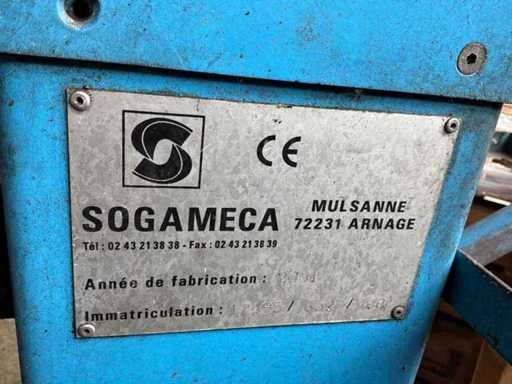 CE
SOGAMECA
MULSANNE
72231 ARNAGE
Tél : 02 43 21 38 38 - Fax : 02 43 21 38 39
Année de fabrication :
Immatriculation :